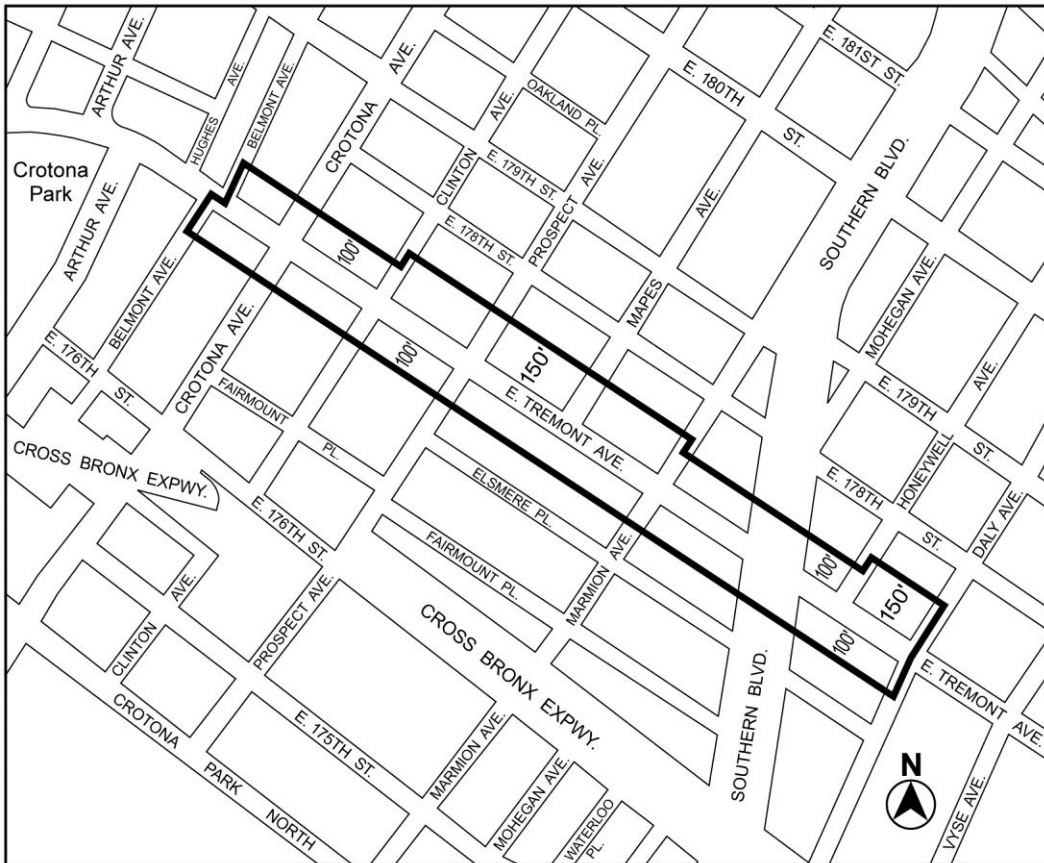 ARTHUR AVE.
HUGHES
AVE.
BELMONT AVE.
CROTONA
AVE.
OAKLAND PL.
E. 180TH
ST.
E. 181ST ST.
CLINTON
AVE.
E. 179TH ST.
PROSPECT
AVE.
E. 178TH ST.
MAPES
AVE.
SOUTHERN BLVD.
MOHEGAN AVE.
E. 179TH
ST.
HONEYWELL
AVE.
E. 178TH
ST.
DALY AVE.
Crotona
Park
ARTHUR AVE.
BELMONT AVE.
E. 176TH
ST.
CROTONA AVE.
FAIRMOUNT
PL.
100'
100'
150'
E. TREMONT AVE.
100'
150'
100'
E. TREMONT AVE.
CROSS BRONX EXPWY.
E. 176TH ST.
ELSMERE PL.
FAIRMOUNT PL.
MARMION
AVE.
CROSS BRONX EXPWY.
SOUTHERN BLVD.
CLINTON
AVE.
PROSPECT AVE.
E. 175TH ST.
CROTONA
PARK
NORTH
MARMION AVE.
MOHEGAN AVE.
WATERLOO
PL.
VYSE AVE.
N